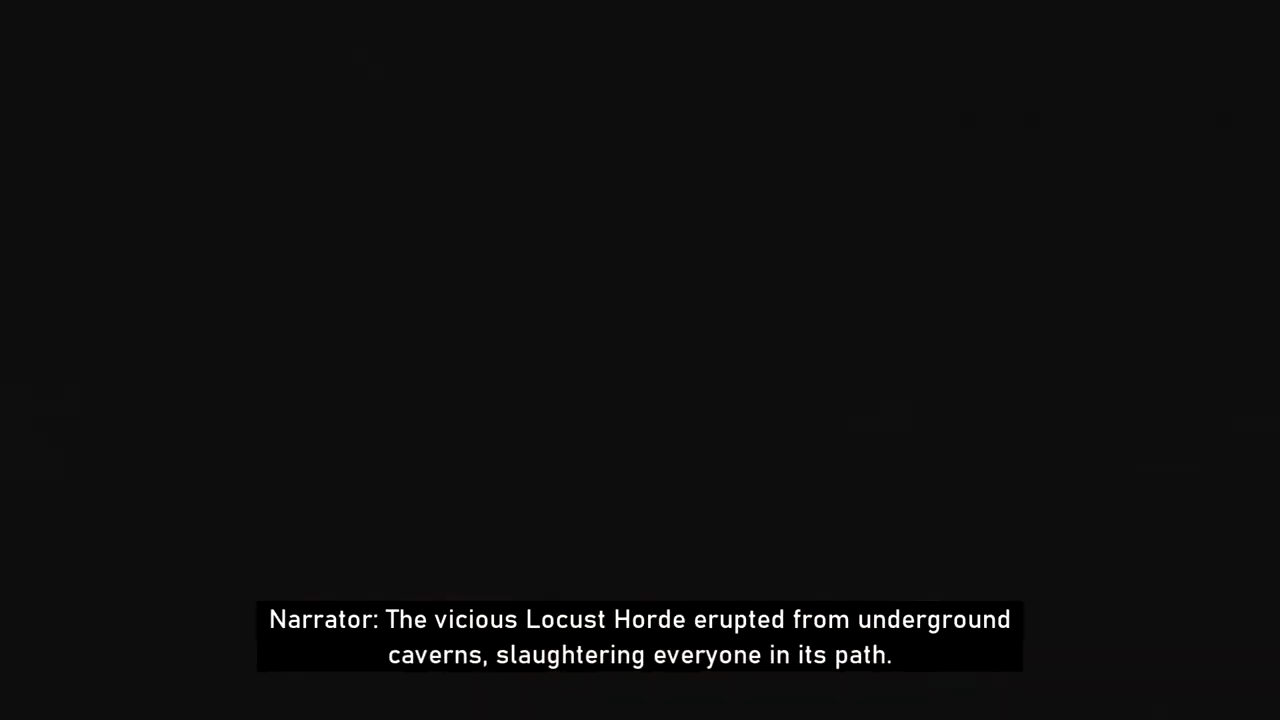 Narrator: The vicious Locust Horde erupted from underground
caverns, slaughtering everyone in its path.